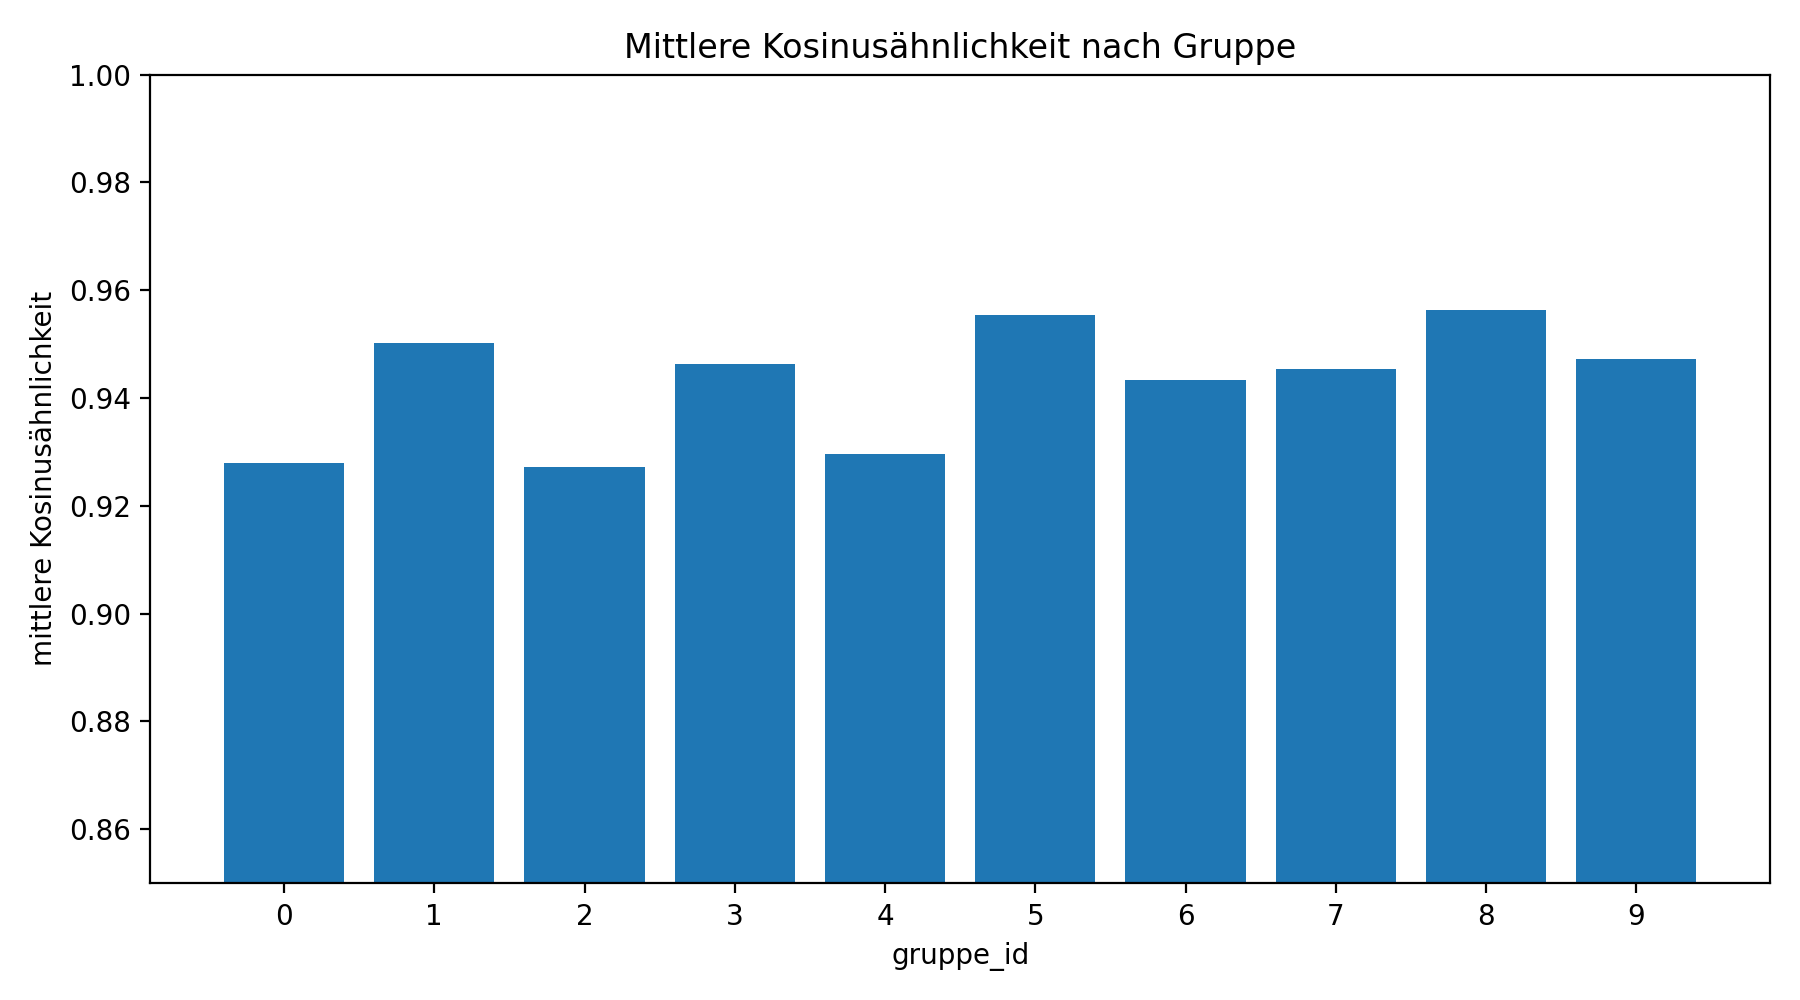 Mittlere Kosinusähnlichkeit nach Gruppe
mittlere Kosinusähnlichkeit
1.00
0.98
0.96
0.94
0.92
0.90
0.88
0.86
0 1 2 3 4 5 6 7 8 9
gruppe_id